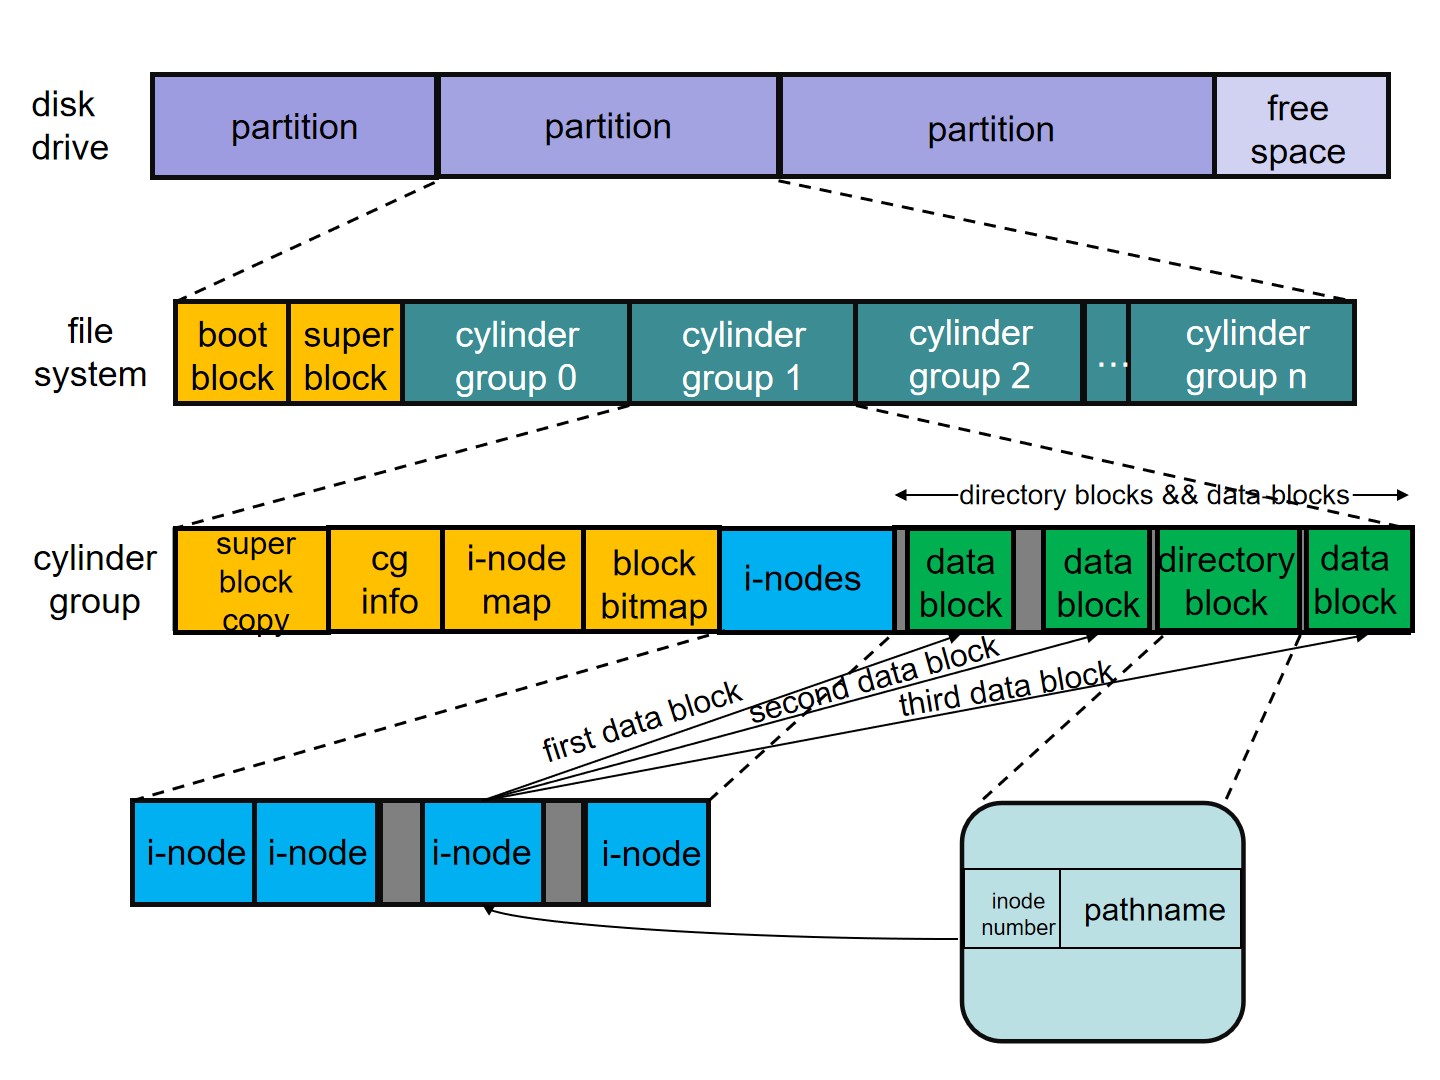 disk
drive
partition
partition
partition
free
space
file
system
boot
block
super
block
cylinder
group 0
cylinder
group 1
cylinder
group 2
...
cylinder
group n
directory blocks && data blocks
cylinder
group
super
block
copy
cg
info
i-node
map
block
bitmap
i-nodes
data
block
data
block
directory
block
data
block
first data block
second data block
third data block
i-node
i-node
i-node
i-node
inode
number
pathname